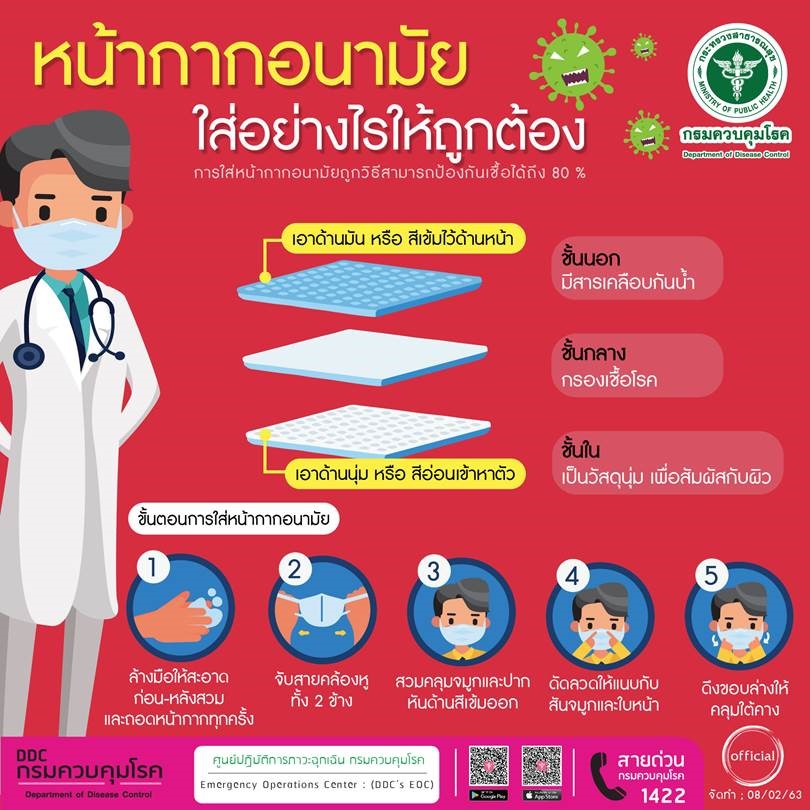 หน้ากากอนามัย
ใส่อย่างไรให้ถูกต้อง
การใส่หน้ากากอนามัยถูกวิธีสามารถป้องกันเชื้อได้ถึง 80 %
กระทรวงสาธารณสุข
MINISTRY OF PUBLIC HEALTH
กรมควบคุมโรค
Department of Disease Control
เอาด้านมัน หรือ สีเข้มไว้ด้านหน้า
ชั้นนอก
มีสารเคลือบกันน้ำ
ชั้นกลาง
กรองเชื้อโรค
ชั้นใน
เป็นวัสดุนุ่ม เพื่อสัมผัสกับผิว
เอาด้านนุ่ม หรือ สีอ่อนเข้าหาตัว
ขั้นตอนการใส่หน้ากากอนามัย
1
ล้างมือให้สะอาด
ก่อน-หลังสวม
และถอดหน้ากากทุกครั้ง
2
จับสายคล้องหู
ทั้ง 2 ข้าง
3
สวมคลุมจมูกและปาก
หันด้านสีเข้มออก
4
ดัดลวดให้แนบกับ
สันจมูกและใบหน้า
5
ดึงขอบล่างให้
คลุมใต้คาง
DDC
กรมควบคุมโรค
Department of Disease Control
ศูนย์ปฏิบัติการภาวะฉุกเฉิน กรมควบคุมโรค
Emergency Operations Center : (DDC's EOC)
Google Play
App Store
สายด่วน
กรมควบคุมโรค
1422
official
จัดทำ : 08/02/63